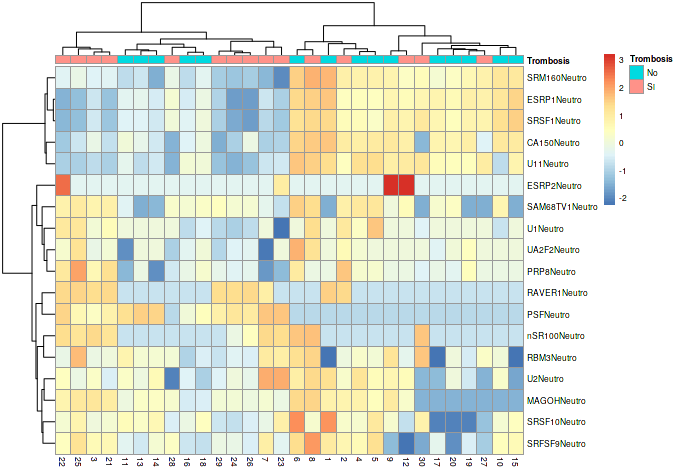 Trombosis
SRM160Neutro
ESRP1Neutro
SRSF1Neutro
CA150Neutro
U11Neutro
ESRP2Neutro
SAM68TV1Neutro
U1Neutro
UA2F2Neutro
PRP8Neutro
RAVER1Neutro
PSFNeutro
nSR100Neutro
RBM3Neutro
U2Neutro
MAGOHNeutro
SRSF10Neutro
SRFSF9Neutro
22 25 3 21 11 13 14 28 16 18 29 24 26 7 23 6 8 1 2 4 5 9 12 30 17 20 19 27 10 15
3
2
1
0
-1
-2
Trombosis
No
SI